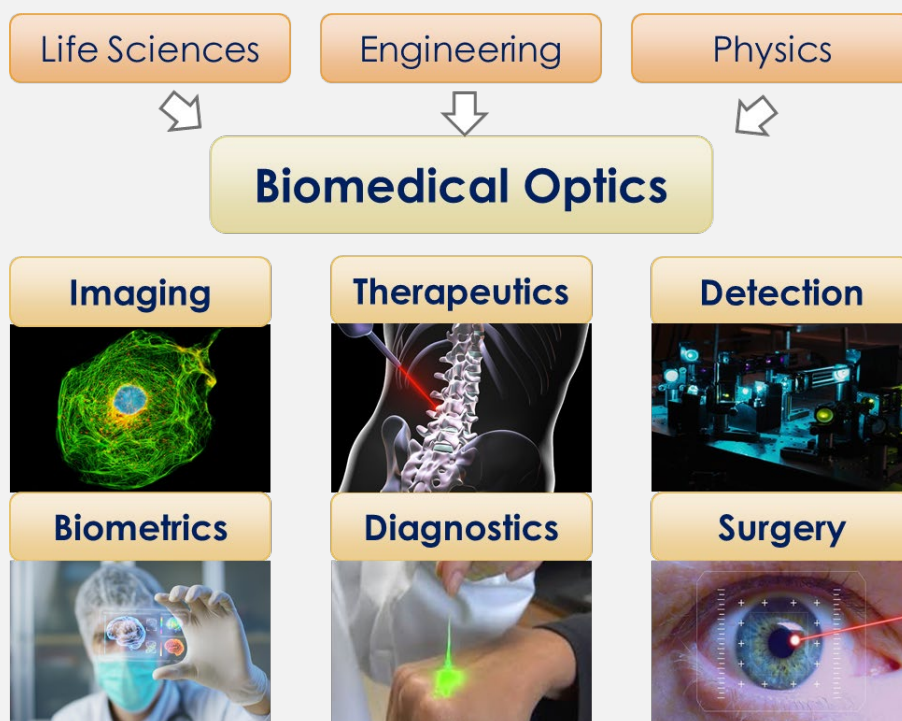 Life Sciences
Engineering
Physics
Biomedical Optics
Imaging
Therapeutics
Detection
Biometrics
Diagnostics
Surgery